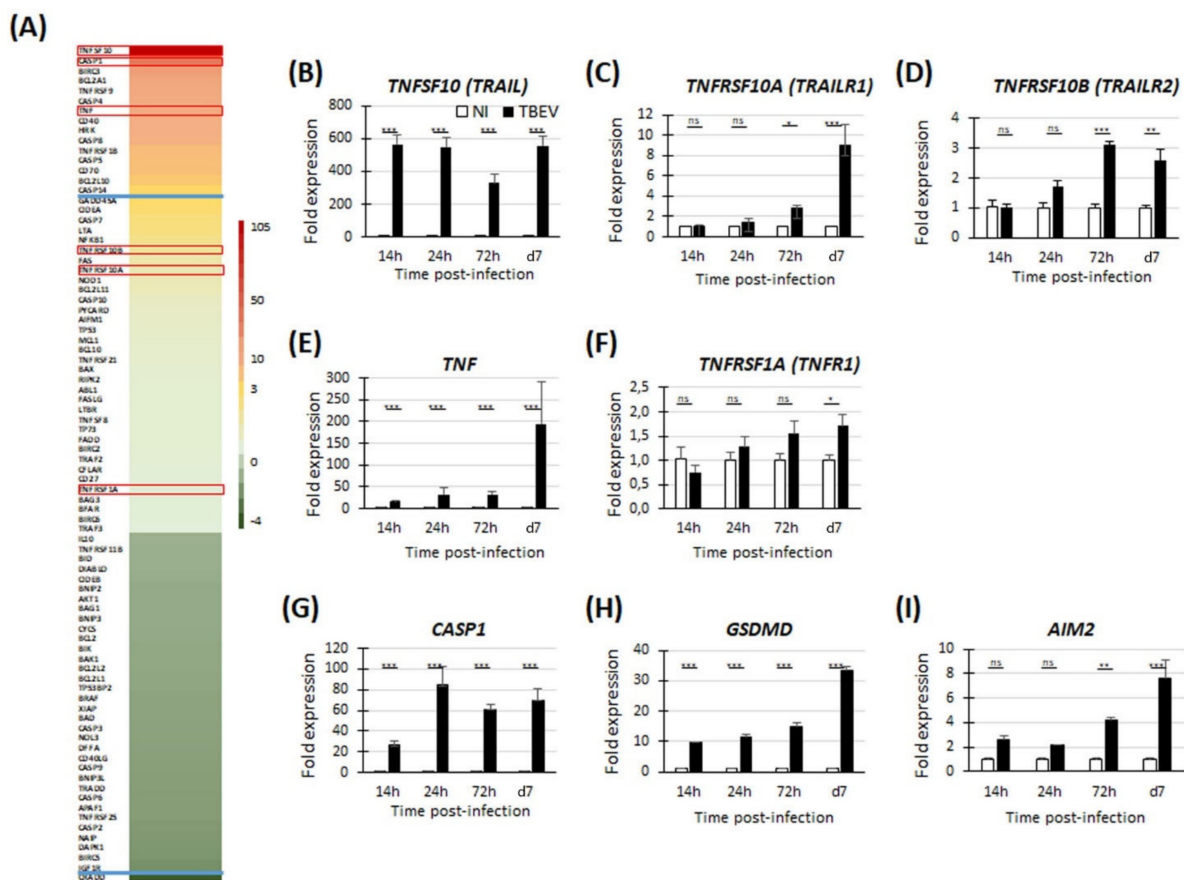 (A)
TNFSF10
CASP1
BIRC3
BCL2A1
TNFRSF9
CASP4
TNF
CD40
HRK
CASP8
TNFRSF1B
CASP5
CD70
BCL2L10
CASP14
GADD45A
CIDEA
CASP7
LTA
NFKB1
TNFRSF10B
FAS
TNFRSF10A
NOD1
BCL2L11
CASP10
PYCARD
AIFM1
TP53
MCL1
BCL10
TNFRSF21
BAX
RIPK2
ABL1
FASLG
LTBR
TNFSF8
TP73
FADD
BIRC2
TRAF2
CFLAR
CD27
TNFRSF1A
BAG3
BFAR
BIRC6
TRAF3
IL10
TNFRSF11B
BID
DIABLO
CIDEB
BNIP2
AKT1
BAG1
BNIP3
CYCS
BCL2
BIK
BAK1
BCL2L2
BCL2L1
TP53BP2
BRAF
XIAP
BAD
CASP3
NOL3
DFFA
CD40LG
CASP9
BNIP3L
TRADD
CASP6
APAF1
TNFRSF25
CASP2
NAIP
DAPK1
BIRC5
IGF1R
CRADD
105
50
10
3
0
-4
(B)
TNFSF10 (TRAIL)
NI TBEV
Fold expression
800
600
400
200
0
*** *** *** ***
14h 24h 72h d7
Time post-infection
(C)
TNFRSF10A (TRAILR1)
Fold expression
12
10
8
6
4
2
0
ns ns * ***
14h 24h 72h d7
Time post-infection
(D)
TNFRSF10B (TRAILR2)
Fold expression
4
3
2
1
0
ns ns *** **
14h 24h 72h d7
Time post-infection
(E)
TNF
Fold expression
300
250
200
150
100
50
0
*** *** *** ***
14h 24h 72h d7
Time post-infection
(F)
TNFRSF1A (TNFR1)
Fold expression
2,5
2,0
1,5
1,0
0,5
0,0
ns ns ns *
14h 24h 72h d7
Time post-infection
(G)
CASP1
Fold expression
120
100
80
60
40
20
0
*** *** *** ***
14h 24h 72h d7
Time post-infection
(H)
GSDMD
Fold expression
40
30
20
10
0
*** *** *** ***
14h 24h 72h d7
Time post-infection
(I)
AIM2
Fold expression
10
8
6
4
2
0
ns ns ** ***
14h 24h 72h d7
Time post-infection